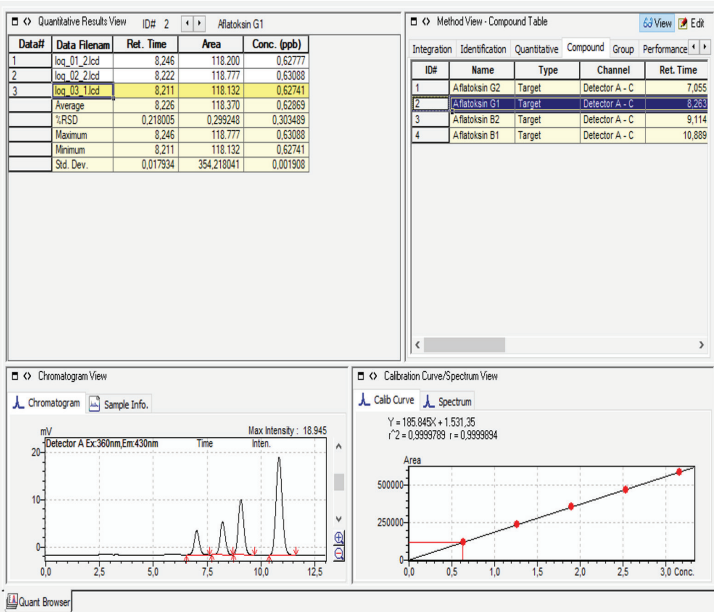 Quantitative Results View ID# 2 Aflatoksin G1
Data# Data Filenam Ret. Time Area Conc. (ppb)
1 loq_01_2.lcd 8,246 118.200 0,62777
2 loq_02_2.lcd 8,222 118.777 0,63088
3 loq_03_1.lcd 8,211 118.132 0,62741
Average 8,226 118.370 0,62869
%RSD 0,218005 0,299248 0,303489
Maximum 8,246 118.777 0,63088
Minimum 8,211 118.132 0,62741
Std. Dev. 0,017934 354,218041 0,001908
Method View - Compound Table View Edit
Integration Identification Quantitative Compound Group Performance
ID# Name Type Channel Ret. Time
1 Aflatoksin G2 Target Detector A - C 7,055
2 Aflatoksin G1 Target Detector A - C 8,263
3 Aflatoksin B2 Target Detector A - C 9,114
4 Aflatoksin B1 Target Detector A - C 10,889
Chromatogram View
Chromatogram Sample Info.
mV Max Intensity : 18.945
Detector A Ex:360nm,Em:430nm Time Inten.
20
10
0
0,0 2,5 5,0 7,5 10,0 12,5
Calibration Curve/Spectrum View
Calib Curve Spectrum
Y = 185.845X + 1.531,35
r^2 = 0,9999789 r = 0,9999894
Area
500000
250000
0
0,0 0,5 1,0 1,5 2,0 2,5 3,0 Conc.
Quant Browser